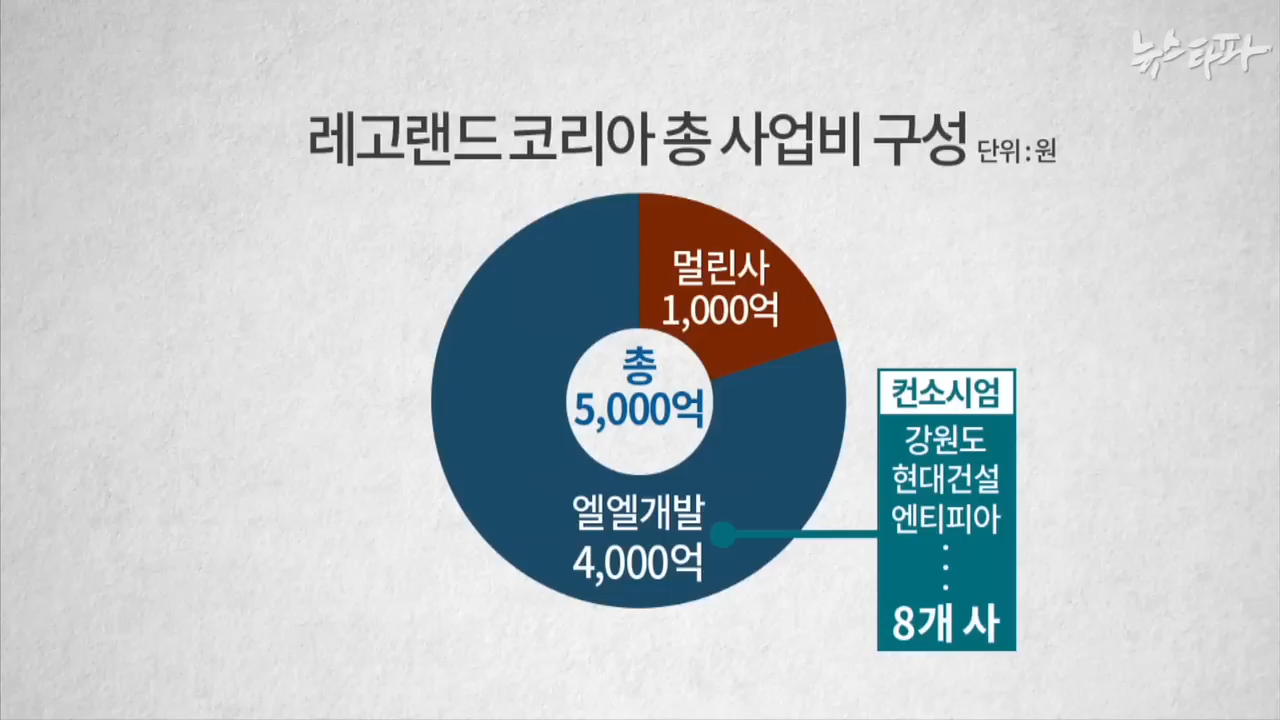 뉴스타파
레고랜드 코리아 총 사업비 구성 단위 : 원
멀린사
1,000억
총
5,000억
엘엘개발
4,000억
컨소시엄
강원도
현대건설
엔티피아
⋮
8개 사